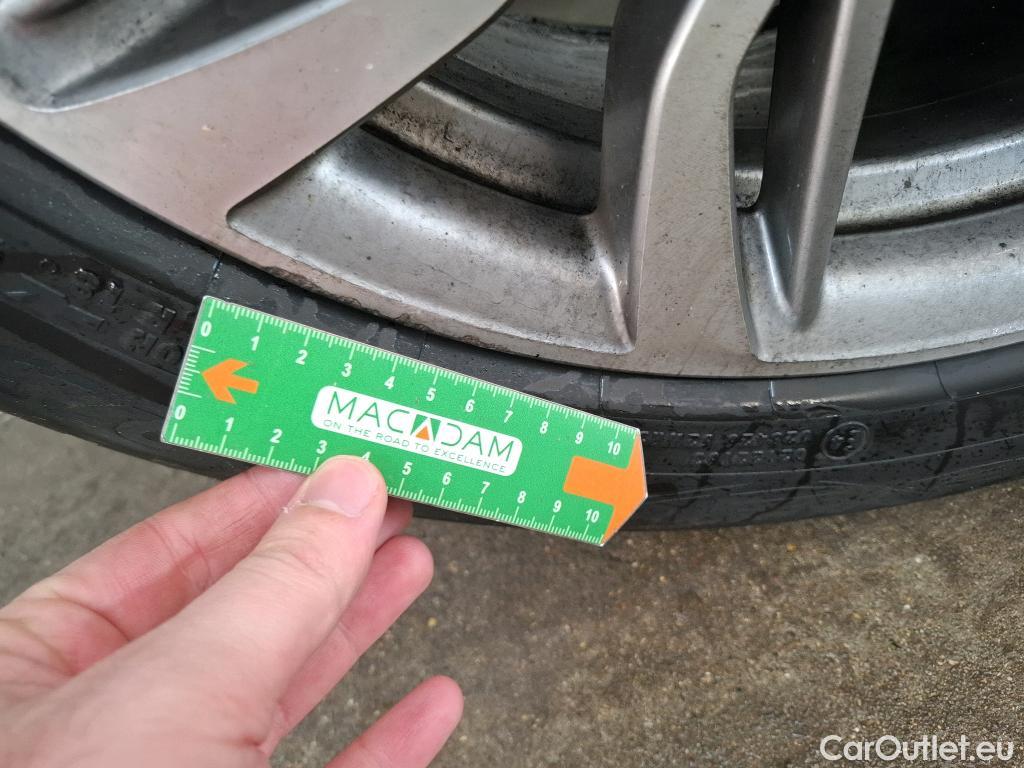 0 1 2 3 4 5 6 7 8 9 10
MACADAM
ON THE ROAD TO EXCELLENCE
0 1 2 3 4 5 6 7 8 9 10
E4
CarOutlet.eu